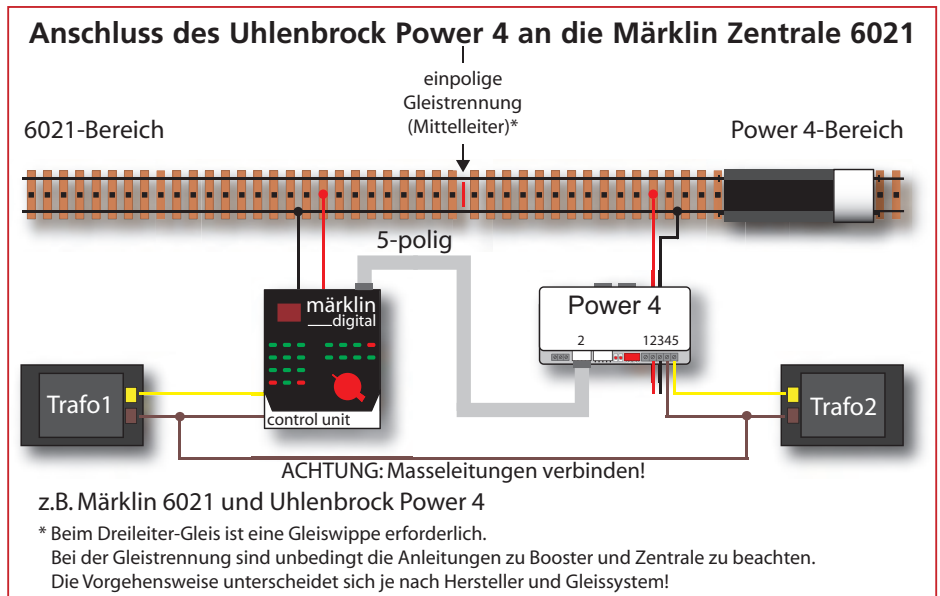 Anschluss des Uhlenbrock Power 4 an die Märklin Zentrale 6021
einpolige
Gleistrennung
(Mittelleiter)*
6021-Bereich
Power 4-Bereich
5-polig
märklin
digital
control unit
Power 4
2
12345
Trafo1
Trafo2
ACHTUNG: Masseleitungen verbinden!
z.B. Märklin 6021 und Uhlenbrock Power 4
* Beim Dreileiter-Gleis ist eine Gleiswippe erforderlich.
Bei der Gleistrennung sind unbedingt die Anleitungen zu Booster und Zentrale zu beachten.
Die Vorgehensweise unterscheidet sich je nach Hersteller und Gleissystem!